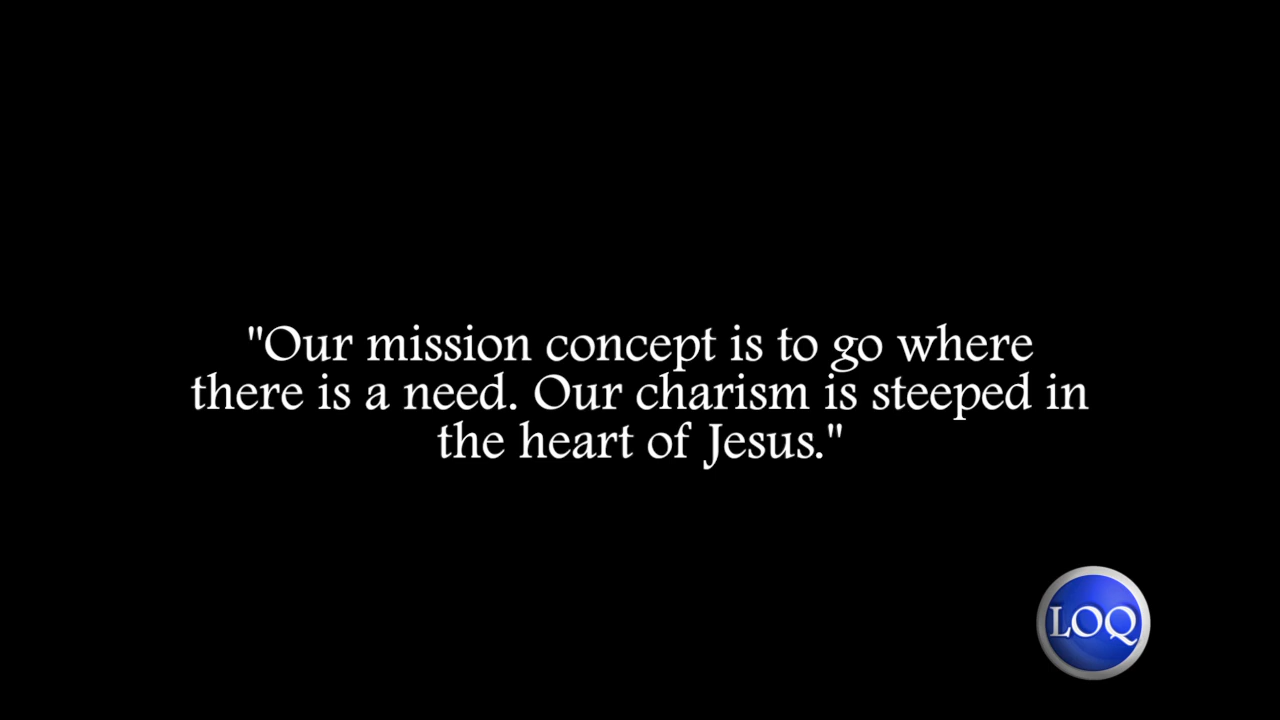 "Our mission concept is to go where
there is a need. Our charism is steeped in
the heart of Jesus."
LOQ